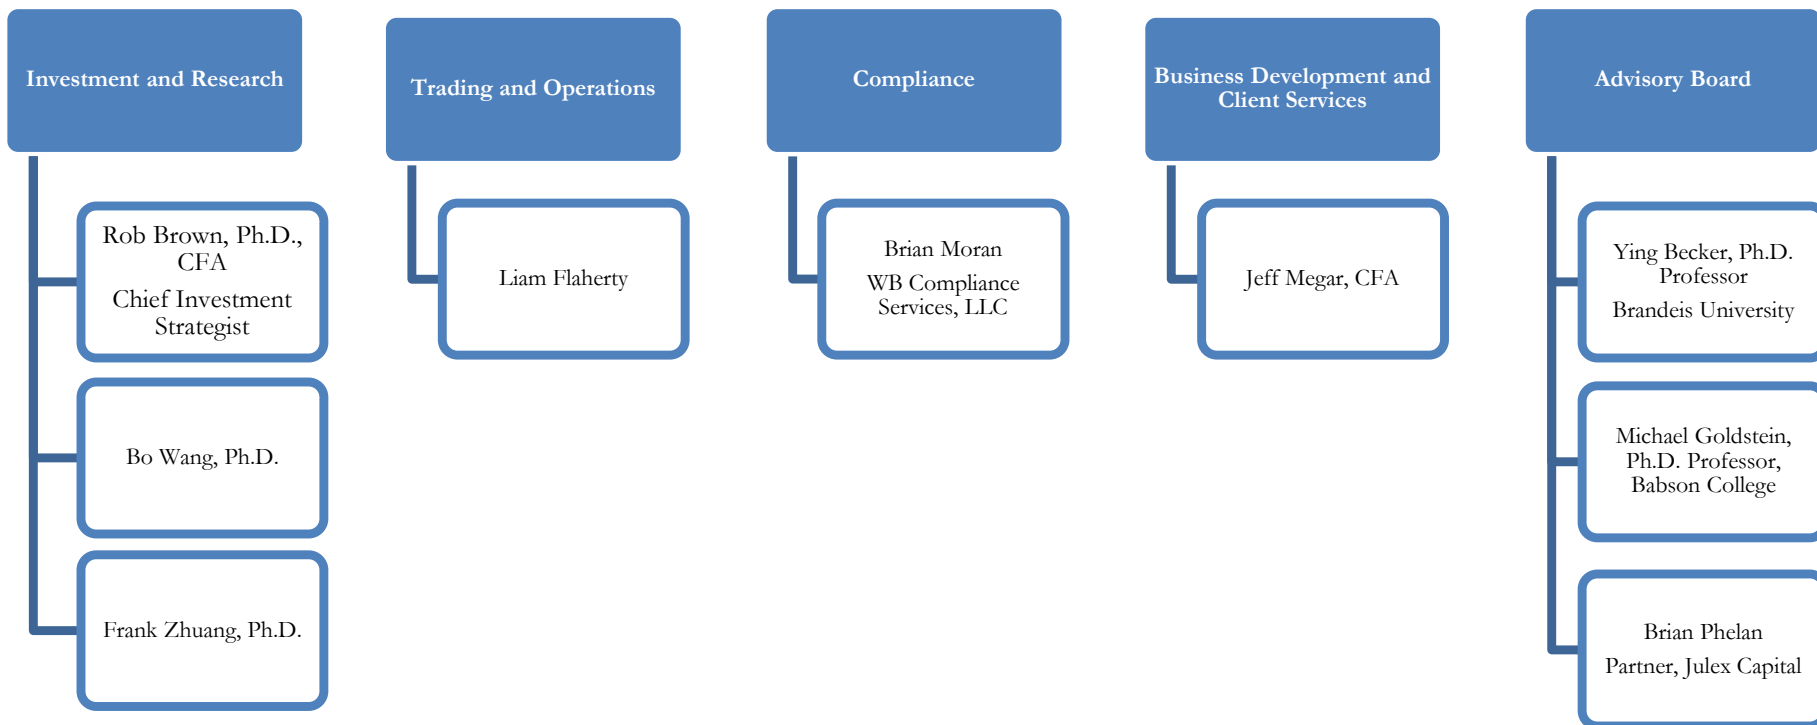 Investment and Research
Rob Brown, Ph.D.,
CFA
Chief Investment
Strategist
Bo Wang, Ph.D.
Frank Zhuang, Ph.D.
Trading and Operations
Liam Flaherty
Compliance
Brian Moran
WB Compliance
Services, LLC
Business Development and
Client Services
Jeff Megar, CFA
Advisory Board
Ying Becker, Ph.D.
Professor
Brandeis University
Michael Goldstein,
Ph.D. Professor,
Babson College
Brian Phelan
Partner, Julex Capital